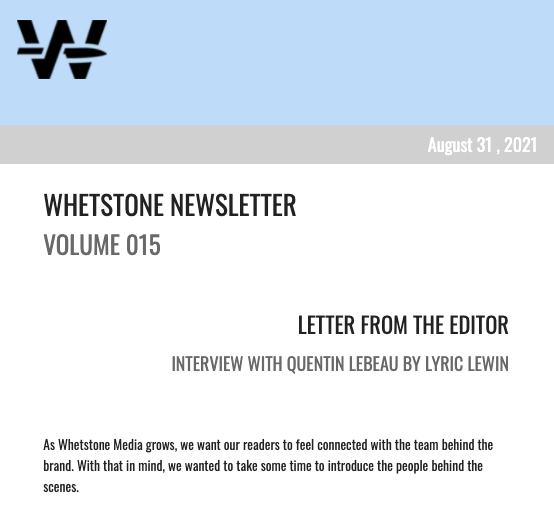 W
August 31 , 2021
WHETSTONE NEWSLETTER
VOLUME 015
LETTER FROM THE EDITOR
INTERVIEW WITH QUENTIN LEBEAU BY LYRIC LEWIN
As Whetstone Media grows, we want our readers to feel connected with the team behind the
brand. With that in mind, we wanted to take some time to introduce the people behind the
scenes.